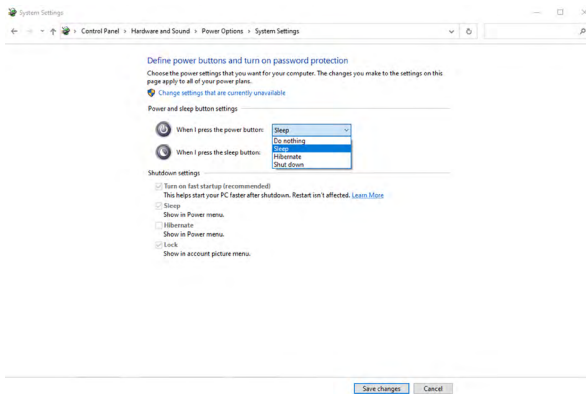 System Settings
Control Panel > Hardware and Sound > Power Options > System Settings
Define power buttons and turn on password protection
Choose the power settings that you want for your computer. The changes you make to the settings on this
page apply to all of your power plans.
Change settings that are currently unavailable
Power and sleep button settings
When I press the power button: Sleep
Do nothing
Sleep
When I press the sleep button:
Hibernate
Shut down
Shutdown settings
Turn on fast startup (recommended)
This helps start your PC faster after shutdown. Restart isn't affected. Learn More
Sleep
Show in Power menu.
Hibernate
Show in Power menu.
Lock
Show in account picture menu.
Save changes Cancel